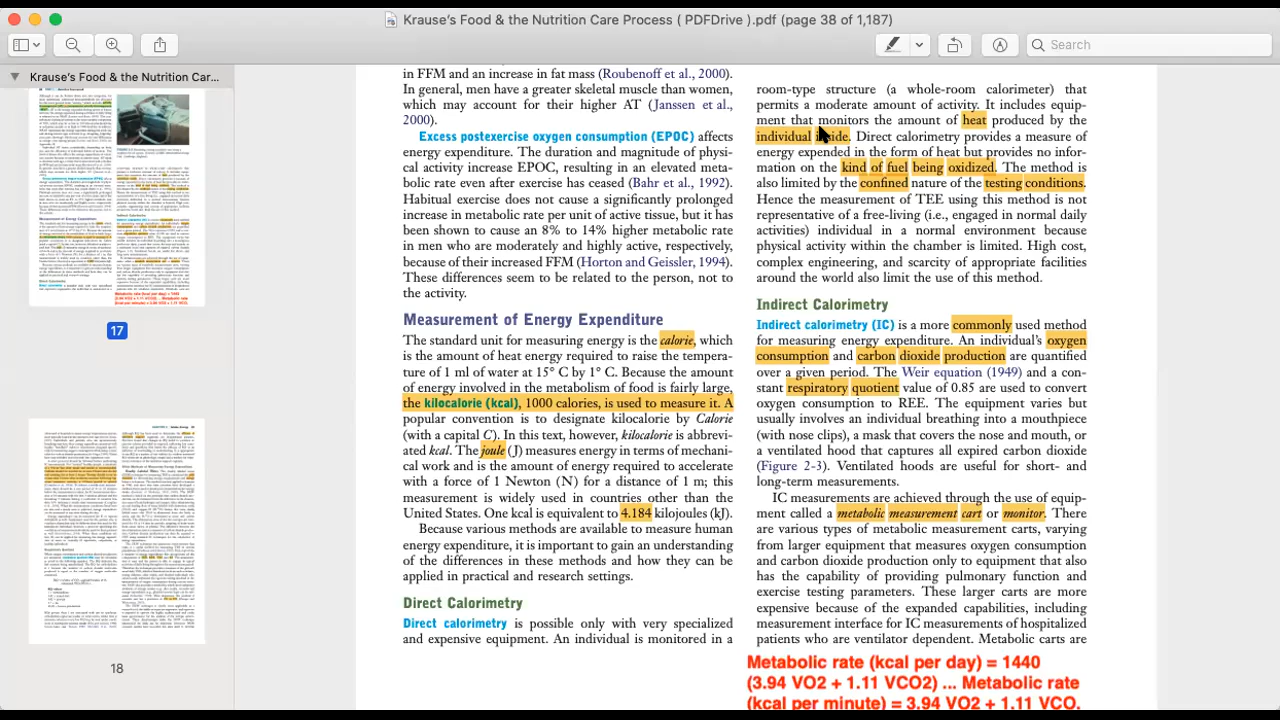 Krause's Food & the Nutrition Care Process ( PDFDrive ).pdf (page 38 of 1,187)
Search
Krause's Food & the Nutrition Car...
17
18
in FFM and an increase in fat mass (Roubenoff et al., 2000).
In general, men have a greater skeletal muscle than women,
which may account for their higher AT (Janssen et al.,
2000).
Excess postexercise oxygen consumption (EPOC) affects
energy expenditure. The duration and magnitude of physi-
cal activity increase EPOC, resulting in an elevated meta-
bolic rate even after exercise has ceased (Bahr et al., 1992).
Habitual exercise does not cause a significantly prolonged
increase in metabolic rate per unit of active tissue, but it has
been shown to cause an 8% to 14% higher metabolic rate
in men who are moderately and highly active, respectively
because of their increased FFM (Horton and Geissler, 1994).
These differences seem to be related to the person, not to
the activity.
Measurement of Energy Expenditure
The standard unit for measuring energy is the calorie, which
is the amount of heat energy required to raise the tempera-
ture of 1 ml of water at 15° C by 1° C. Because the amount
of energy involved in the metabolism of food is fairly large,
the kilocalorie (kcal), 1000 calories, is used to measure it. A
popular convention is to designate kilocalorie by Calorie
(with a capital C). In this book, kilocalorie is abbrevi-
ated kcal. The joule (J) measures energy in terms of mechani-
cal work and is the amount of energy required to accelerate
with a force of 1 Newton (N) for a distance of 1 m; this
measurement is widely used in countries other than the
United States. One kcal is equivalent to 4.184 kilojoules (kJ).
Because various methods are available to measure human
energy expenditure, it is important to gain an understanding
of the differences in these methods and how they can be
applied in practical and research settings.
Direct Calorimetry
Direct calorimetry is possible only with very specialized
and expensive equipment. An individual is monitored in a
room-type structure (a whole-room calorimeter) that
permits a moderate amount of activity. It includes equip-
ment that monitors the amount of heat produced by the
individual inside. Direct calorimetry provides a measure of
energy expended in the form of heat but provides no infor-
mation on the kind of fuel being oxidized. The method is
also limited by the confined nature of the testing conditions.
However, the measurement of TEE using this method is not
representative of a free-living (i.e., engaged in normal daily
activities) individual in a normal environment, because
physical activity within the chamber is limited. High cost,
complex engineering, and scarcity of appropriate facilities
around the world also limit the use of this method.
Indirect Calorimetry
Indirect calorimetry (IC) is a more commonly used method
for measuring energy expenditure. An individual's oxygen
consumption and carbon dioxide production are quantified
over a given period. The Weir equation (1949) and a con-
stant respiratory quotient value of 0.85 are used to convert
oxygen consumption to REE. The equipment varies but
usually involves an individual breathing into a mouthpiece
(with nose clips), a mask that covers the nose and mouth, or
a ventilated hood that captures all expired carbon dioxide
(Figure 2-3). Ventilated hoods are useful for short- and
long-term measurements.
IC measurements are achieved through the use of equip-
ment called a metabolic measurement cart or monitor. There
are various types of metabolic measurement carts, varying
from larger equipment that measures oxygen consumption
and carbon dioxide production only to equipment that also
has the capability of providing pulmonary function and
exercise testing parameters. These larger carts are more
expensive because of the expanded capabilities, including
measurement interface for IC measurements of hospitalized
patients who are ventilator dependent. Metabolic carts are
Metabolic rate (kcal per day) = 1440
(3.94 VO2 + 1.11 VCO2) ... Metabolic rate
(kcal per minute) = 3.94 VO2 + 1.11 VCO.